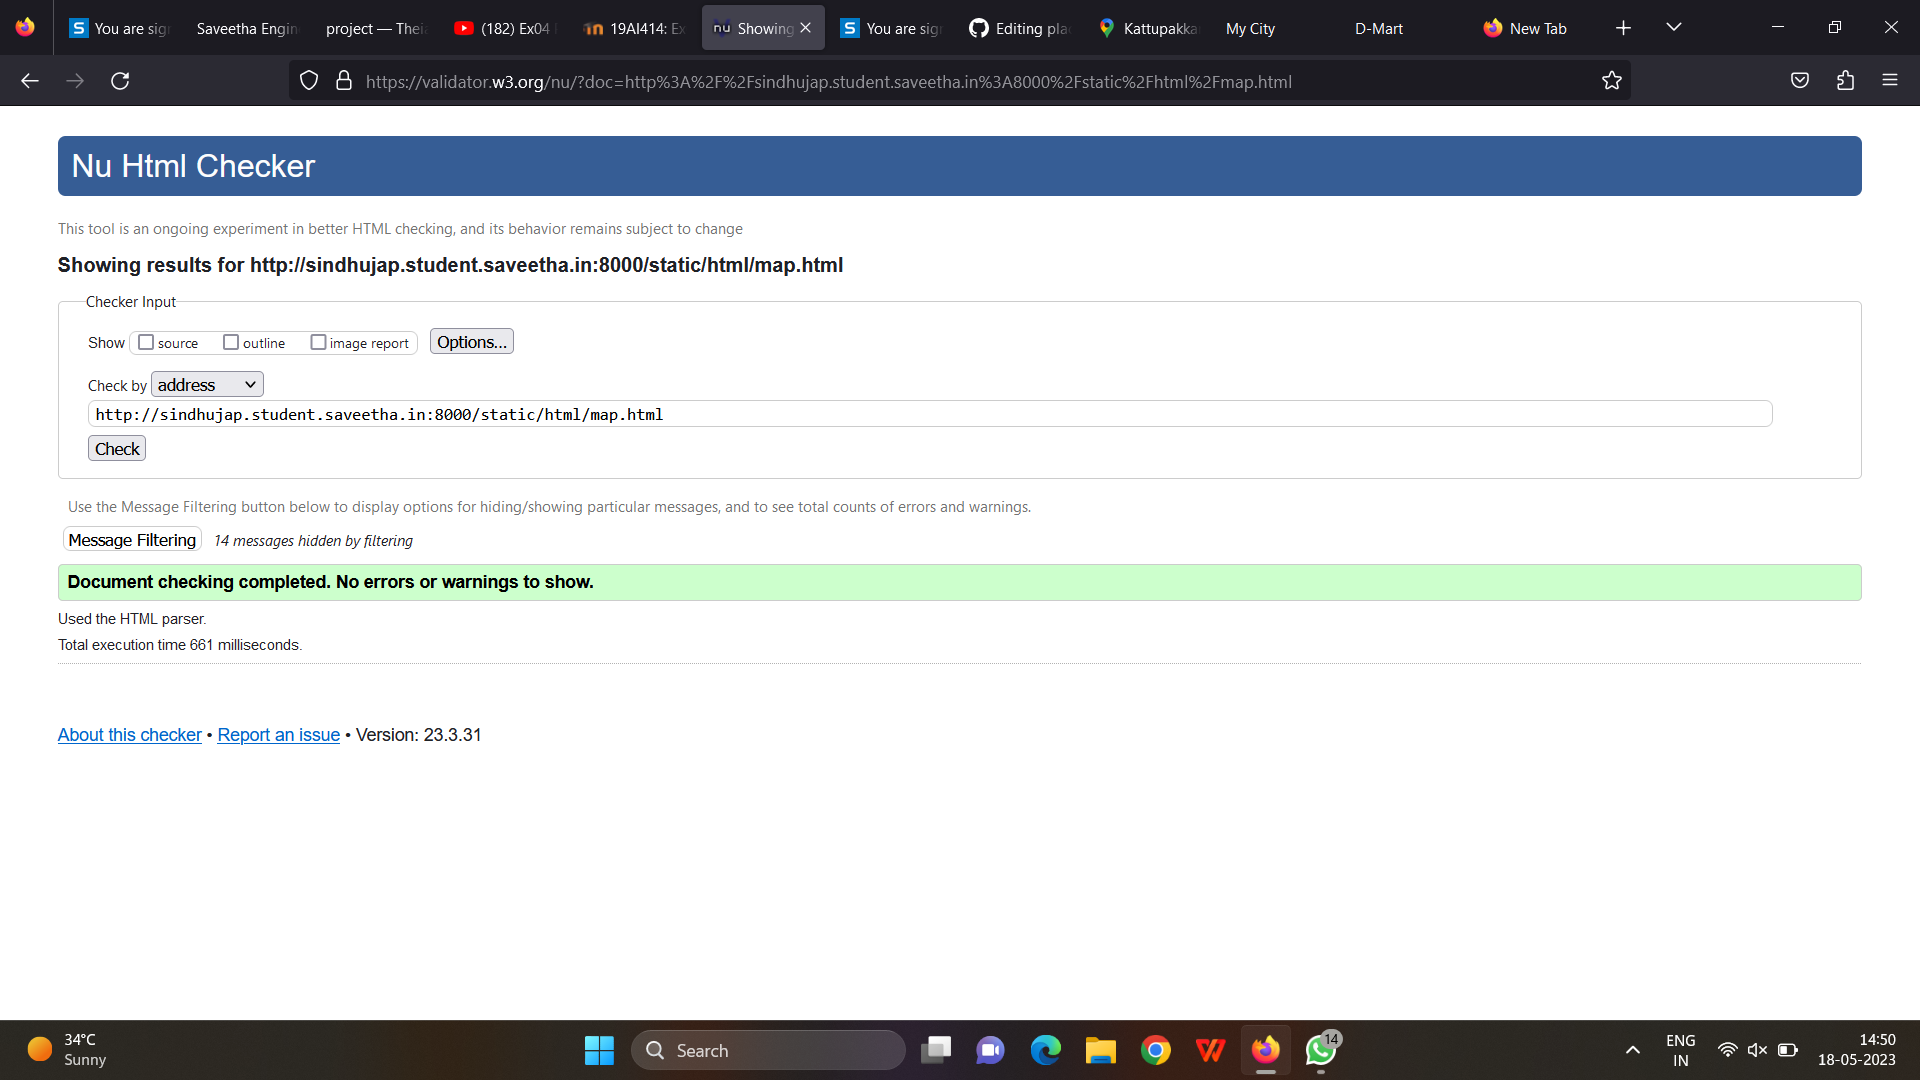 You are sig
Saveetha Engin
project — Thei
(182) Ex04
19AI414: Ex
Showing
You are sig
Editing pla
Kattupakka
My City
D-Mart
New Tab
https://validator.w3.org/nu/?doc=http%3A%2F%2Fsindhujap.student.saveetha.in%3A8000%2Fstatic%2Fhtml%2Fmap.html
Nu Html Checker
This tool is an ongoing experiment in better HTML checking, and its behavior remains subject to change
Showing results for http://sindhujap.student.saveetha.in:8000/static/html/map.html
Checker Input
Show source outline image report Options...
Check by address
http://sindhujap.student.saveetha.in:8000/static/html/map.html
Check
Use the Message Filtering button below to display options for hiding/showing particular messages, and to see total counts of errors and warnings.
Message Filtering 14 messages hidden by filtering
Document checking completed. No errors or warnings to show.
Used the HTML parser.
Total execution time 661 milliseconds.
About this checker • Report an issue • Version: 23.3.31
34°C
Sunny
Search
14
ENG
IN
14:50
18-05-2023